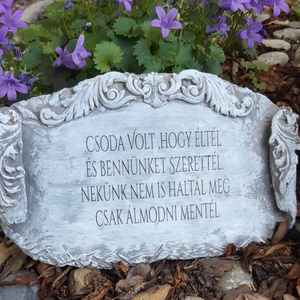 CSODA VOLT ,HOGY ÉLTÉL
ÉS BENNÜNKET SZERETTÉL.
NEKÜNK NEM IS HALTÁL MEG
CSAK ÁLMODNI MENTÉL